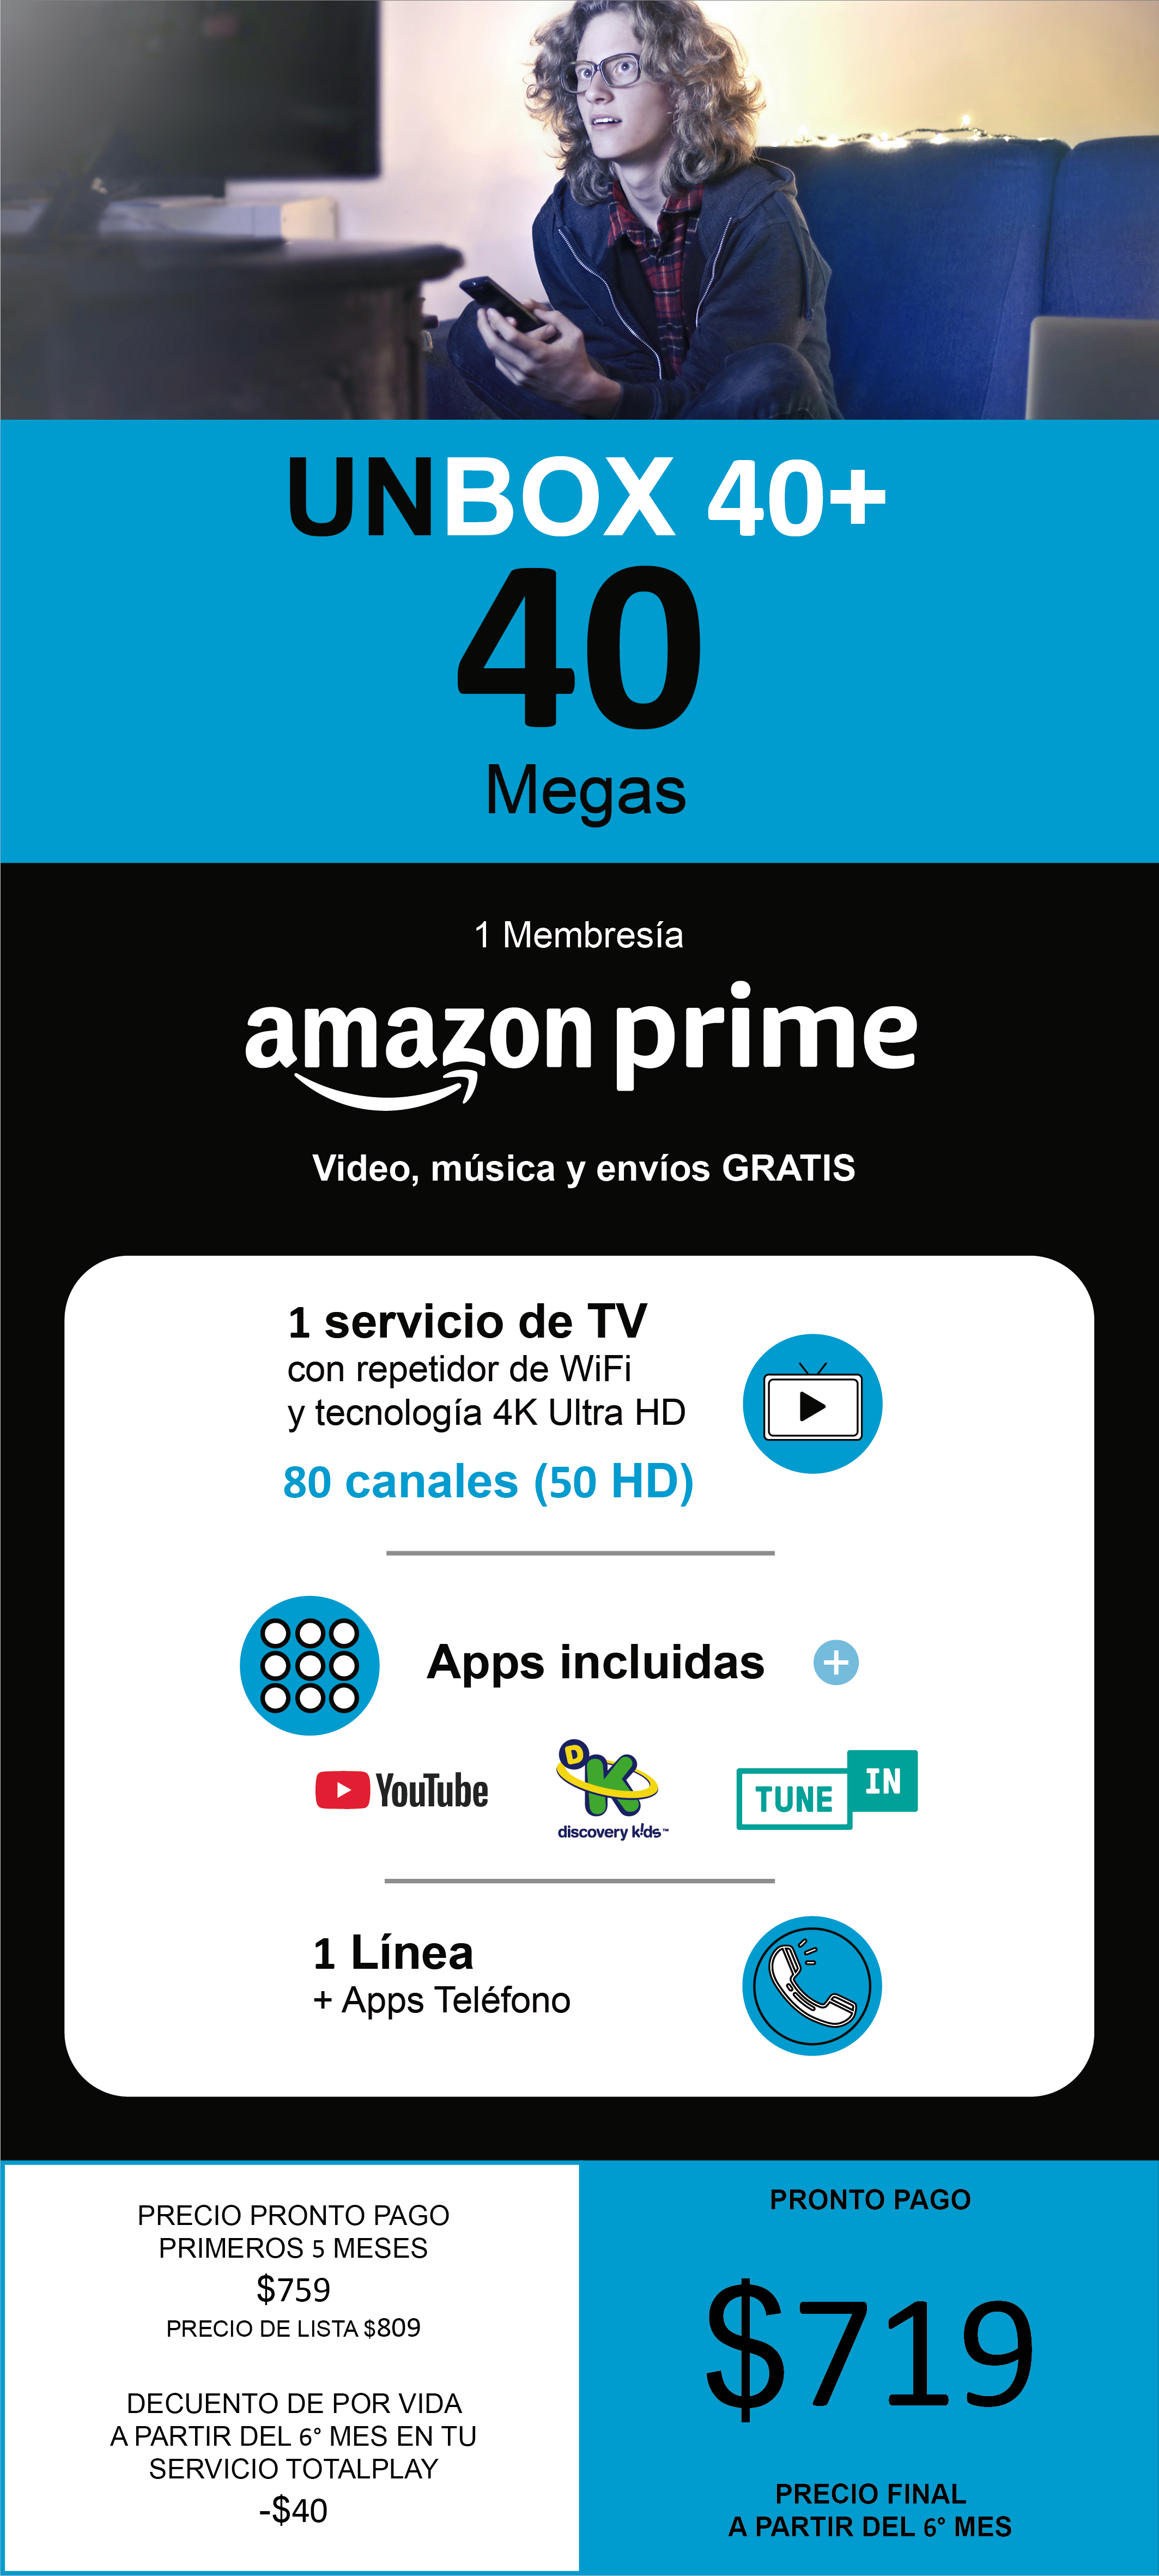 UNBOX 40+
40
Megas
1 Membresía
amazon prime
Video, música y envíos GRATIS
1 servicio de TV
con repetidor de WiFi
y tecnología 4K Ultra HD
80 canales (50 HD)
Apps incluidas +
YouTube
D K
discovery k!ds™
TUNE IN
1 Línea
+ Apps Teléfono
PRECIO PRONTO PAGO
PRIMEROS 5 MESES
$759
PRECIO DE LISTA $809
DECUENTO DE POR VIDA
A PARTIR DEL 6° MES EN TU
SERVICIO TOTALPLAY
-$40
PRONTO PAGO
$719
PRECIO FINAL
A PARTIR DEL 6° MES